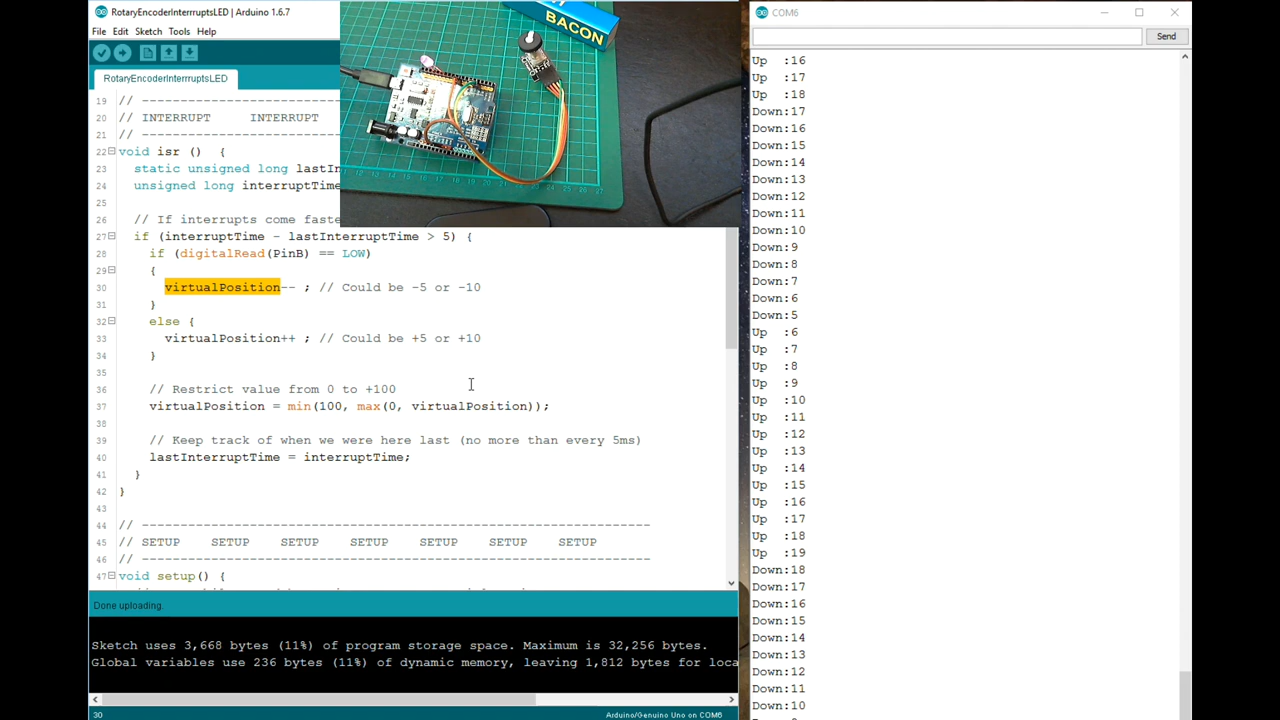 RotaryEncoderInterrruptsLED | Arduino 1.6.7
File Edit Sketch Tools Help
RotaryEncoderInterrruptsLED
19 // ---------------------------
20 // INTERRUPT INTERRUPT
21 // ---------------------------
22 void isr () {
23 static unsigned long lastIn
24 unsigned long interruptTime
25
26 // If interrupts come faste
27 if (interruptTime - lastInterruptTime > 5) {
28 if (digitalRead(PinB) == LOW)
29 {
30 virtualPosition-- ; // Could be -5 or -10
31 }
32 else {
33 virtualPosition++ ; // Could be +5 or +10
34 }
35
36 // Restrict value from 0 to +100
37 virtualPosition = min(100, max(0, virtualPosition));
38
39 // Keep track of when we were here last (no more than every 5ms)
40 lastInterruptTime = interruptTime;
41 }
42 }
43
44 // ------------------------------------------------------------------
45 // SETUP SETUP SETUP SETUP SETUP SETUP SETUP
46 // ------------------------------------------------------------------
47 void setup() {
Done uploading.
Sketch uses 3,668 bytes (11%) of program storage space. Maximum is 32,256 bytes.
Global variables use 236 bytes (11%) of dynamic memory, leaving 1,812 bytes for loca
30
Arduino/Genuino Uno on COM6
BACON
COM6
Send
Up :16
Up :17
Up :18
Down:17
Down:16
Down:15
Down:14
Down:13
Down:12
Down:11
Down:10
Down:9
Down:8
Down:7
Down:6
Down:5
Up :6
Up :7
Up :8
Up :9
Up :10
Up :11
Up :12
Up :13
Up :14
Up :15
Up :16
Up :17
Up :18
Up :19
Down:18
Down:17
Down:16
Down:15
Down:14
Down:13
Down:12
Down:11
Down:10